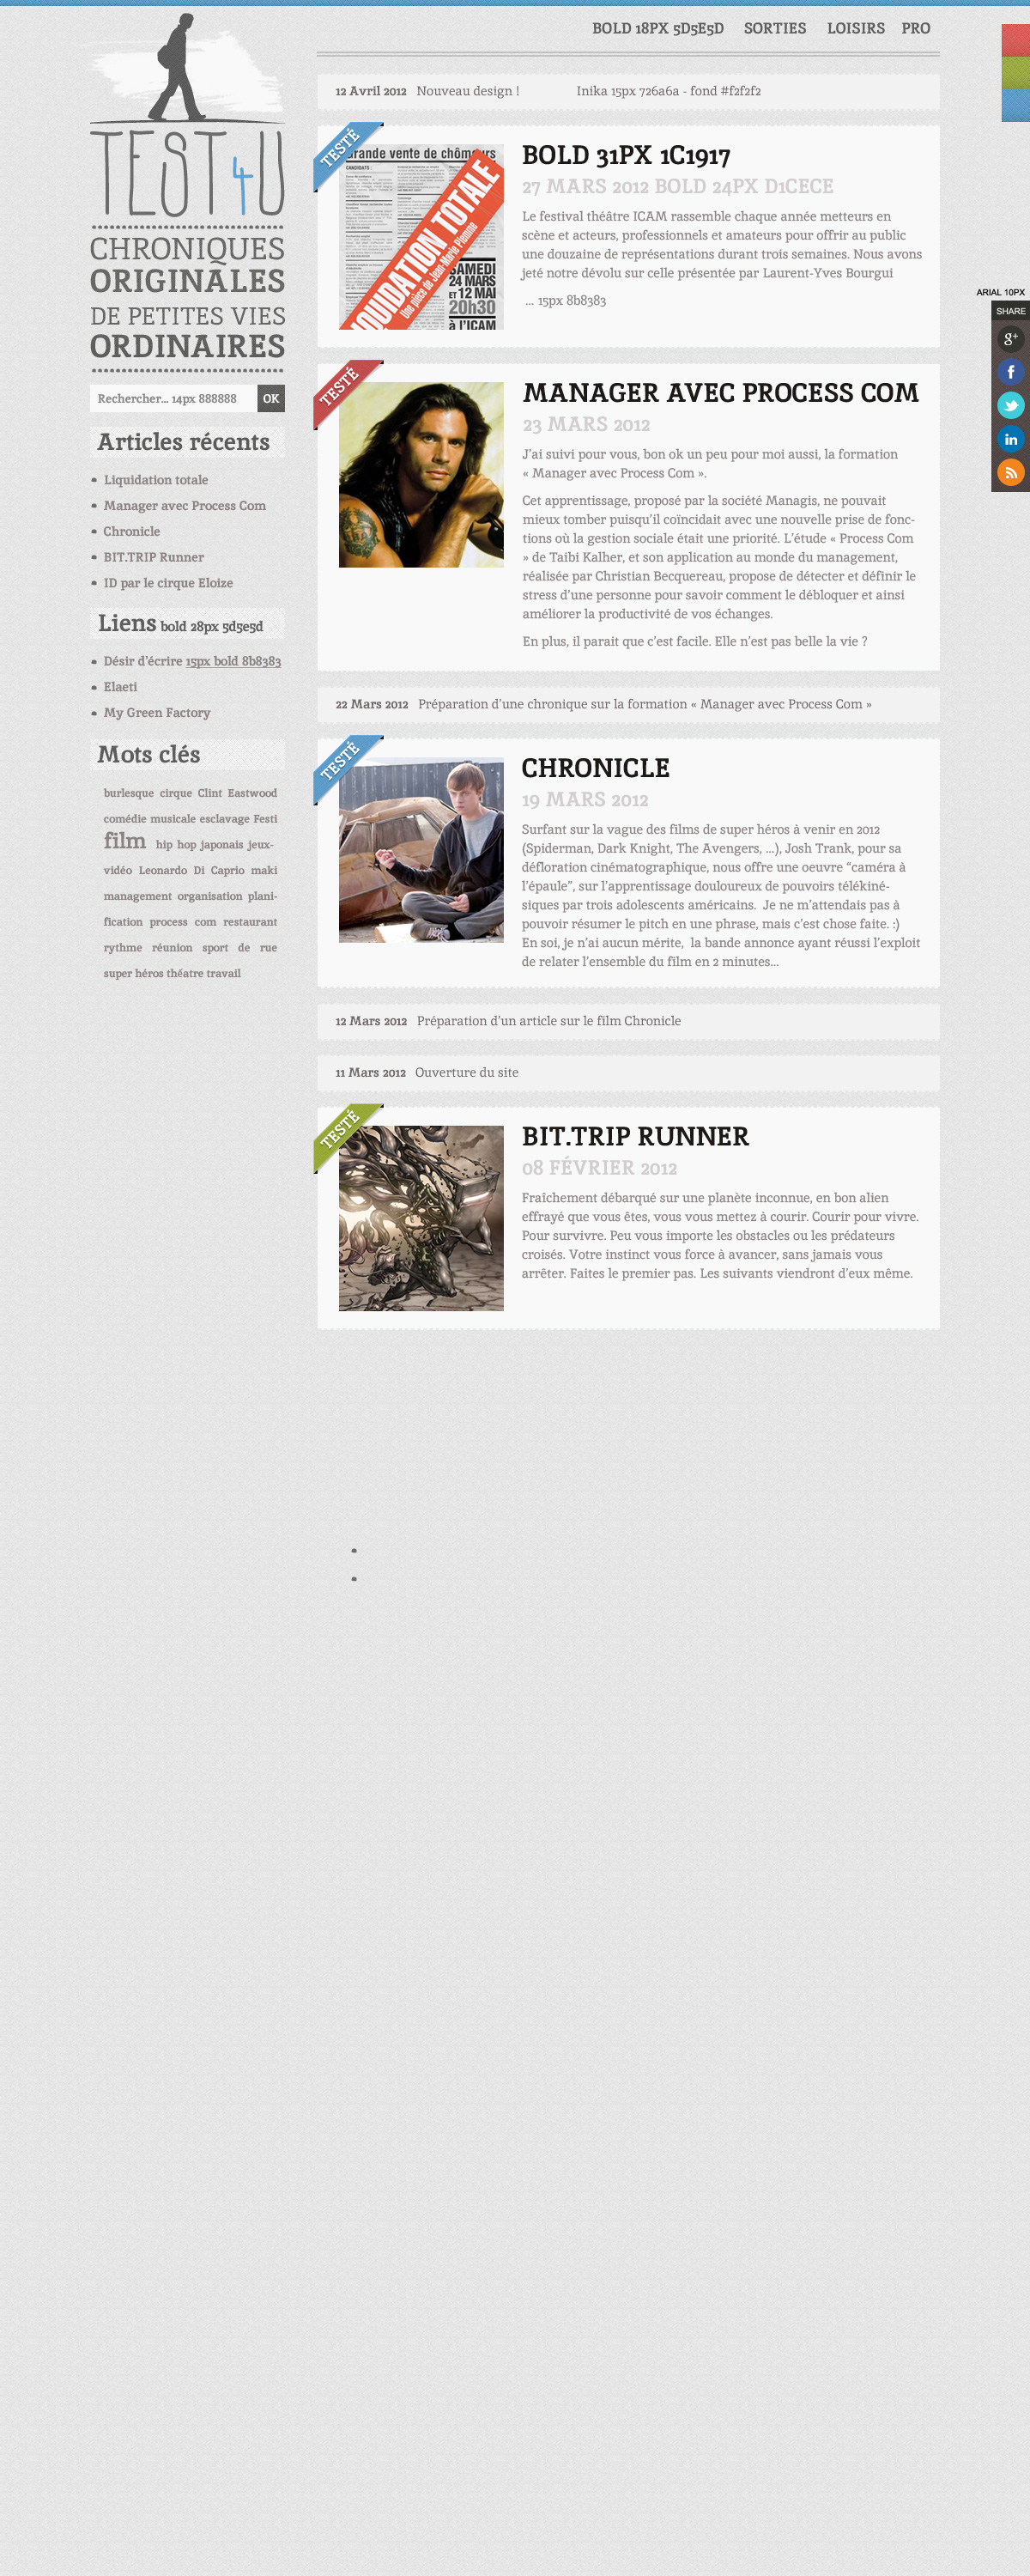 BOLD 18PX 5D5E5D SORTIES LOISIRS PRO
TEST4U
CHRONIQUES
ORIGINALES
DE PETITES VIES
ORDINAIRES
Rechercher... 14px 888888 OK
Articles récents
Liquidation totale
Manager avec Process Com
Chronicle
BIT.TRIP Runner
ID par le cirque Eloize
Liens bold 28px 5d5e5d
Désir d'écrire 15px bold 8b8383
Elaeti
My Green Factory
Mots clés
burlesque cirque Clint Eastwood
comédie musicale esclavage Festi
film hip hop japonais jeux-
vidéo Leonardo Di Caprio maki
management organisation plani-
fication process com restaurant
rythme réunion sport de rue
super héros théatre travail
12 Avril 2012 Nouveau design ! Inika 15px 726a6a - fond #f2f2f2
TESTÉ
grande vente de chômeurs
CANDIDATS :
LIQUIDATION TOTALE
Une pièce de Jean-Marie Piemme
SAMEDI
24 MARS
ET 12 MAI
20h30
à l'ICAM
BOLD 31PX 1C1917
27 MARS 2012 BOLD 24PX D1CECE
Le festival théâtre ICAM rassemble chaque année metteurs en
scène et acteurs, professionnels et amateurs pour offrir au public
une douzaine de représentations durant trois semaines. Nous avons
jeté notre dévolu sur celle présentée par Laurent-Yves Bourgui
... 15px 8b8383
TESTÉ
MANAGER AVEC PROCESS COM
23 MARS 2012
J'ai suivi pour vous, bon ok un peu pour moi aussi, la formation
« Manager avec Process Com ».
Cet apprentissage, proposé par la société Managis, ne pouvait
mieux tomber puisqu'il coïncidait avec une nouvelle prise de fonc-
tions où la gestion sociale était une priorité. L'étude « Process Com
» de Taibi Kalher, et son application au monde du management,
réalisée par Christian Becquereau, propose de détecter et définir le
stress d'une personne pour savoir comment le débloquer et ainsi
améliorer la productivité de vos échanges.
En plus, il parait que c'est facile. Elle n'est pas belle la vie ?
22 Mars 2012 Préparation d'une chronique sur la formation « Manager avec Process Com »
TESTÉ
CHRONICLE
19 MARS 2012
Surfant sur la vague des films de super héros à venir en 2012
(Spiderman, Dark Knight, The Avengers, ...), Josh Trank, pour sa
défloration cinématographique, nous offre une oeuvre “caméra à
l'épaule”, sur l'apprentissage douloureux de pouvoirs télékiné-
siques par trois adolescents américains. Je ne m'attendais pas à
pouvoir résumer le pitch en une phrase, mais c'est chose faite. :)
En soi, je n'ai aucun mérite, la bande annonce ayant réussi l'exploit
de relater l'ensemble du film en 2 minutes...
12 Mars 2012 Préparation d'un article sur le film Chronicle
11 Mars 2012 Ouverture du site
TESTÉ
BIT.TRIP RUNNER
08 FÉVRIER 2012
Fraîchement débarqué sur une planète inconnue, en bon alien
effrayé que vous êtes, vous vous mettez à courir. Courir pour vivre.
Pour survivre. Peu vous importe les obstacles ou les prédateurs
croisés. Votre instinct vous force à avancer, sans jamais vous
arrêter. Faites le premier pas. Les suivants viendront d'eux même.
ARIAL 10PX
SHARE
g+
f
in